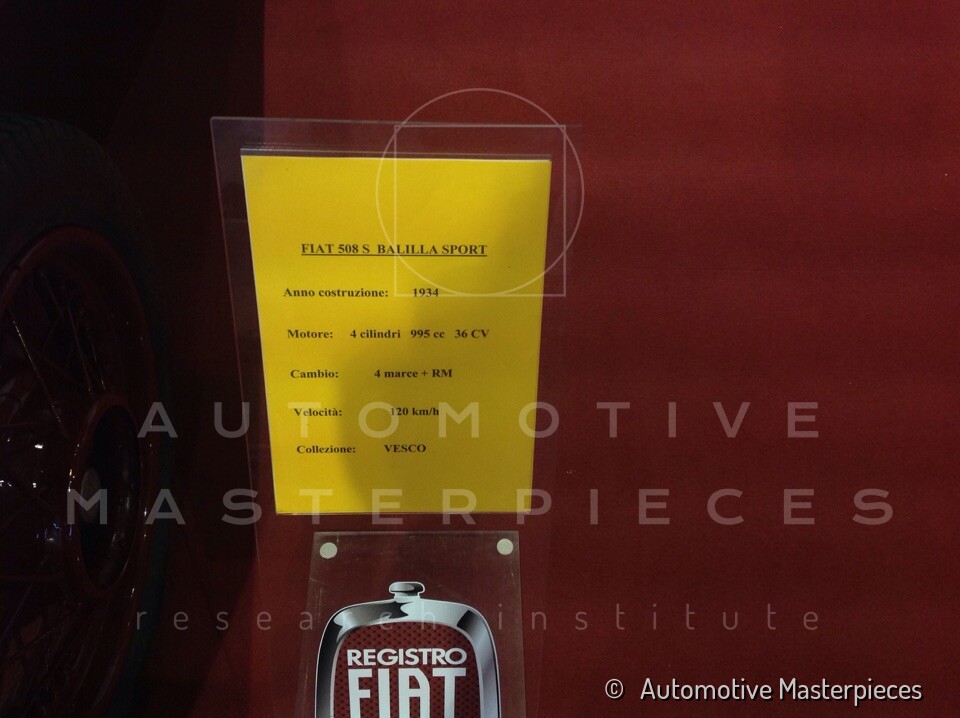 FIAT 508 S BALILLA SPORT
Anno costruzione: 1934
Motore: 4 cilindri 995 cc 36 CV
Cambio: 4 marce + RM
Velocità: 120 km/h
Collezione: VESCO
AUTOMOTIVE
MASTERPIECES
research institute
REGISTRO
FIAT
© Automotive Masterpieces